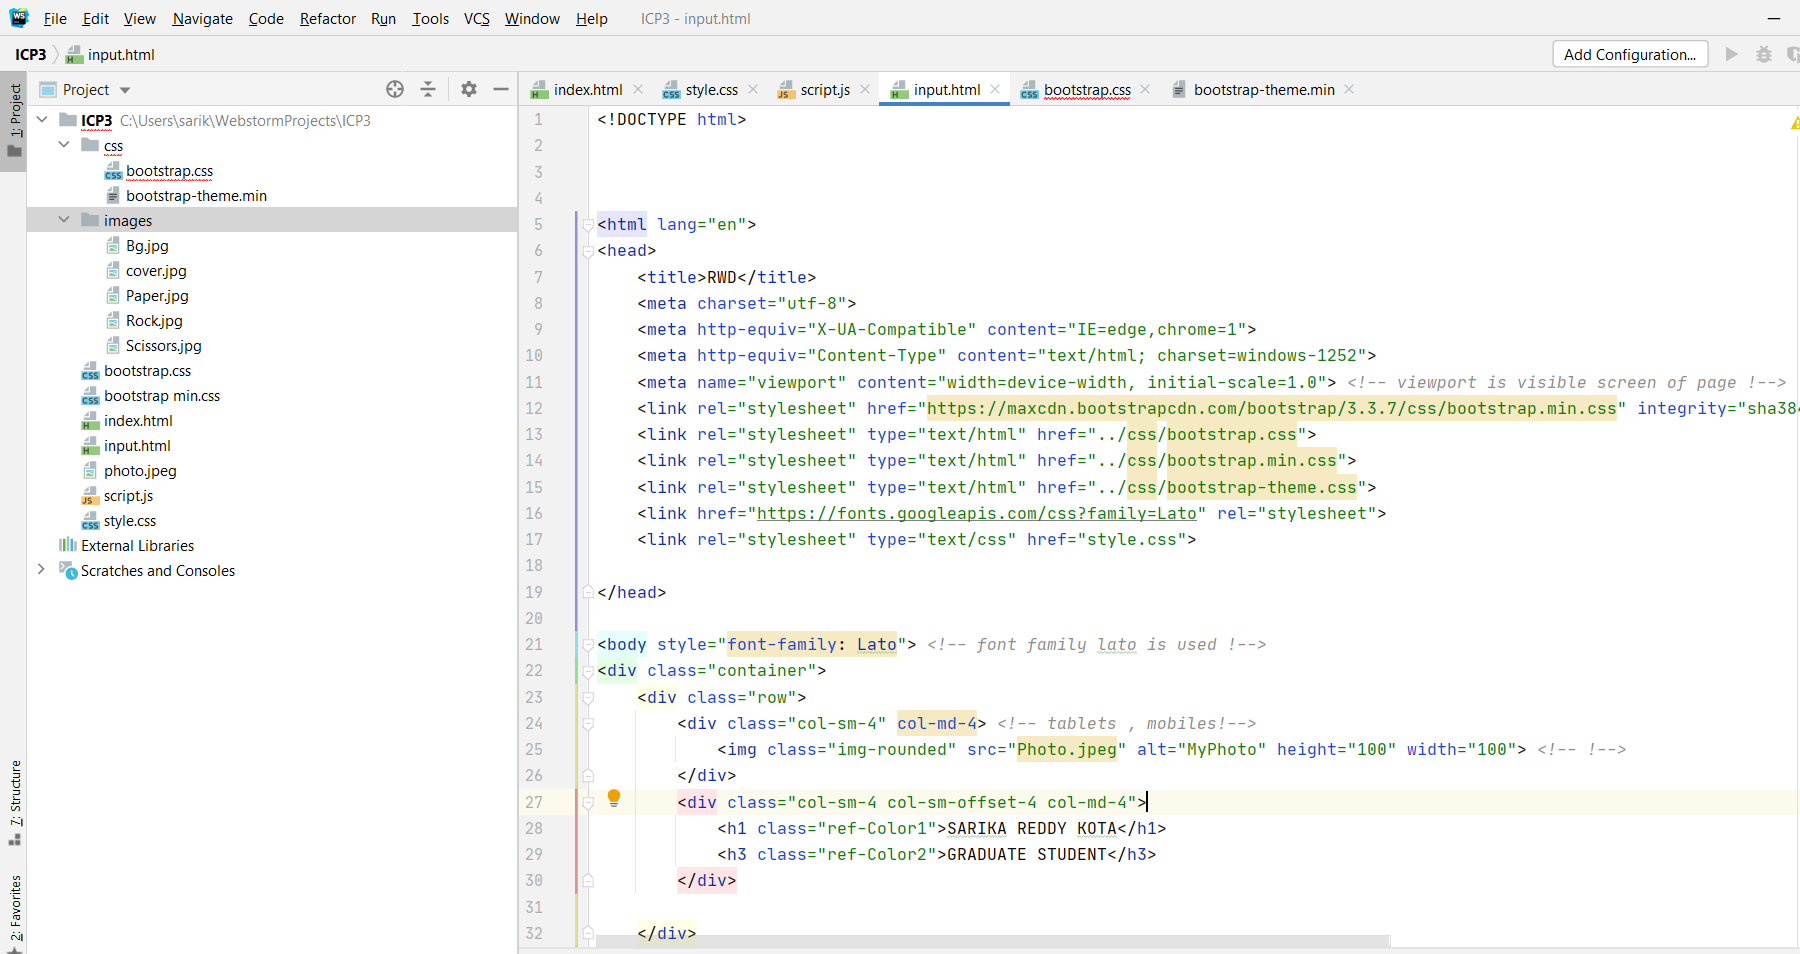 WS File Edit View Navigate Code Refactor Run Tools VCS Window Help ICP3 - input.html
ICP3 input.html Add Configuration...
Project
index.html style.css script.js input.html bootstrap.css bootstrap-theme.min
1: Project
7: Structure
2: Favorites
ICP3 C:\Users\sarik\WebstormProjects\ICP3
css
bootstrap.css
bootstrap-theme.min
images
Bg.jpg
cover.jpg
Paper.jpg
Rock.jpg
Scissors.jpg
bootstrap.css
bootstrap min.css
index.html
input.html
photo.jpeg
script.js
style.css
External Libraries
Scratches and Consoles
1 <!DOCTYPE html>
2
3
4
5 <html lang="en">
6 <head>
7 <title>RWD</title>
8 <meta charset="utf-8">
9 <meta http-equiv="X-UA-Compatible" content="IE=edge,chrome=1">
10 <meta http-equiv="Content-Type" content="text/html; charset=windows-1252">
11 <meta name="viewport" content="width=device-width, initial-scale=1.0"> <!-- viewport is visible screen of page !-->
12 <link rel="stylesheet" href="https://maxcdn.bootstrapcdn.com/bootstrap/3.3.7/css/bootstrap.min.css" integrity="sha384
13 <link rel="stylesheet" type="text/html" href="../css/bootstrap.css">
14 <link rel="stylesheet" type="text/html" href="../css/bootstrap.min.css">
15 <link rel="stylesheet" type="text/html" href="../css/bootstrap-theme.css">
16 <link href="https://fonts.googleapis.com/css?family=Lato" rel="stylesheet">
17 <link rel="stylesheet" type="text/css" href="style.css">
18
19 </head>
20
21 <body style="font-family: Lato"> <!-- font family lato is used !-->
22 <div class="container">
23 <div class="row">
24 <div class="col-sm-4" col-md-4> <!-- tablets , mobiles!-->
25 <img class="img-rounded" src="Photo.jpeg" alt="MyPhoto" height="100" width="100"> <!-- !-->
26 </div>
27 <div class="col-sm-4 col-sm-offset-4 col-md-4">
28 <h1 class="ref-Color1">SARIKA REDDY KOTA</h1>
29 <h3 class="ref-Color2">GRADUATE STUDENT</h3>
30 </div>
31
32 </div>